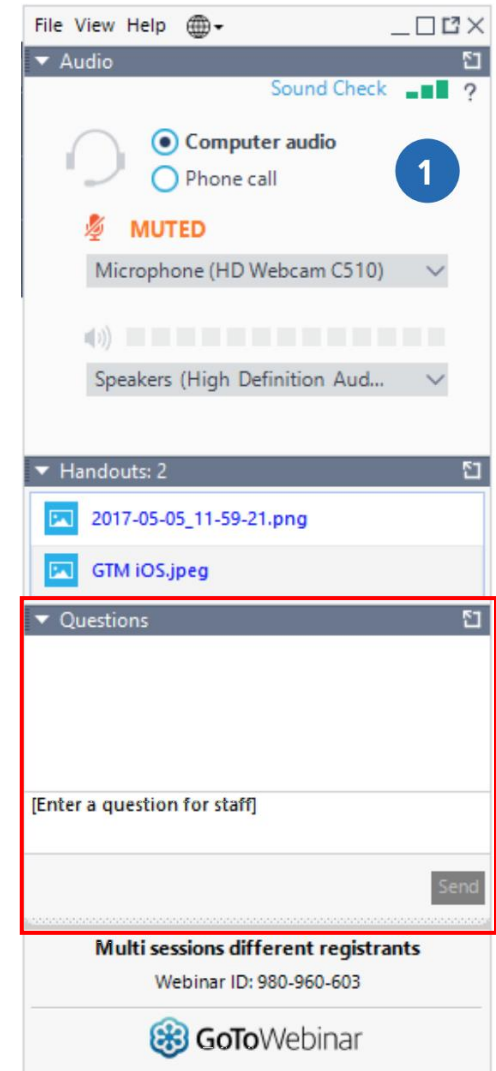 File View Help
Audio
Sound Check ?
Computer audio
1
Phone call
MUTED
Microphone (HD Webcam C510)
Speakers (High Definition Aud...
Handouts: 2
2017-05-05_11-59-21.png
GTM iOS.jpeg
Questions
[Enter a question for staff]
Send
Multi sessions different registrants
Webinar ID: 980-960-603
GoToWebinar